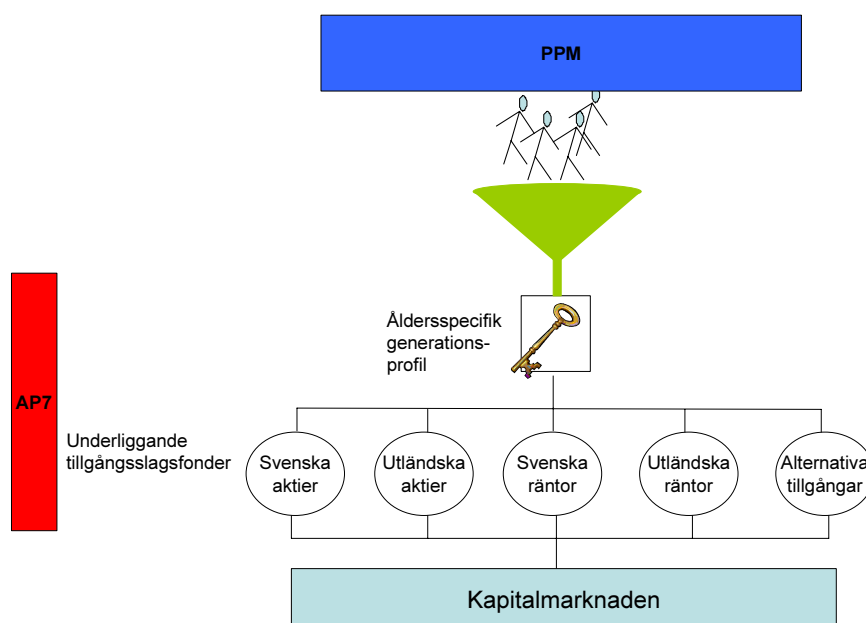 PPM
Åldersspecifik
generations-
profil
AP7
Underliggande
tillgångsslagsfonder
Svenska
aktier
Utländska
aktier
Svenska
räntor
Utländska
räntor
Alternativa
tillgångar
Kapitalmarknaden